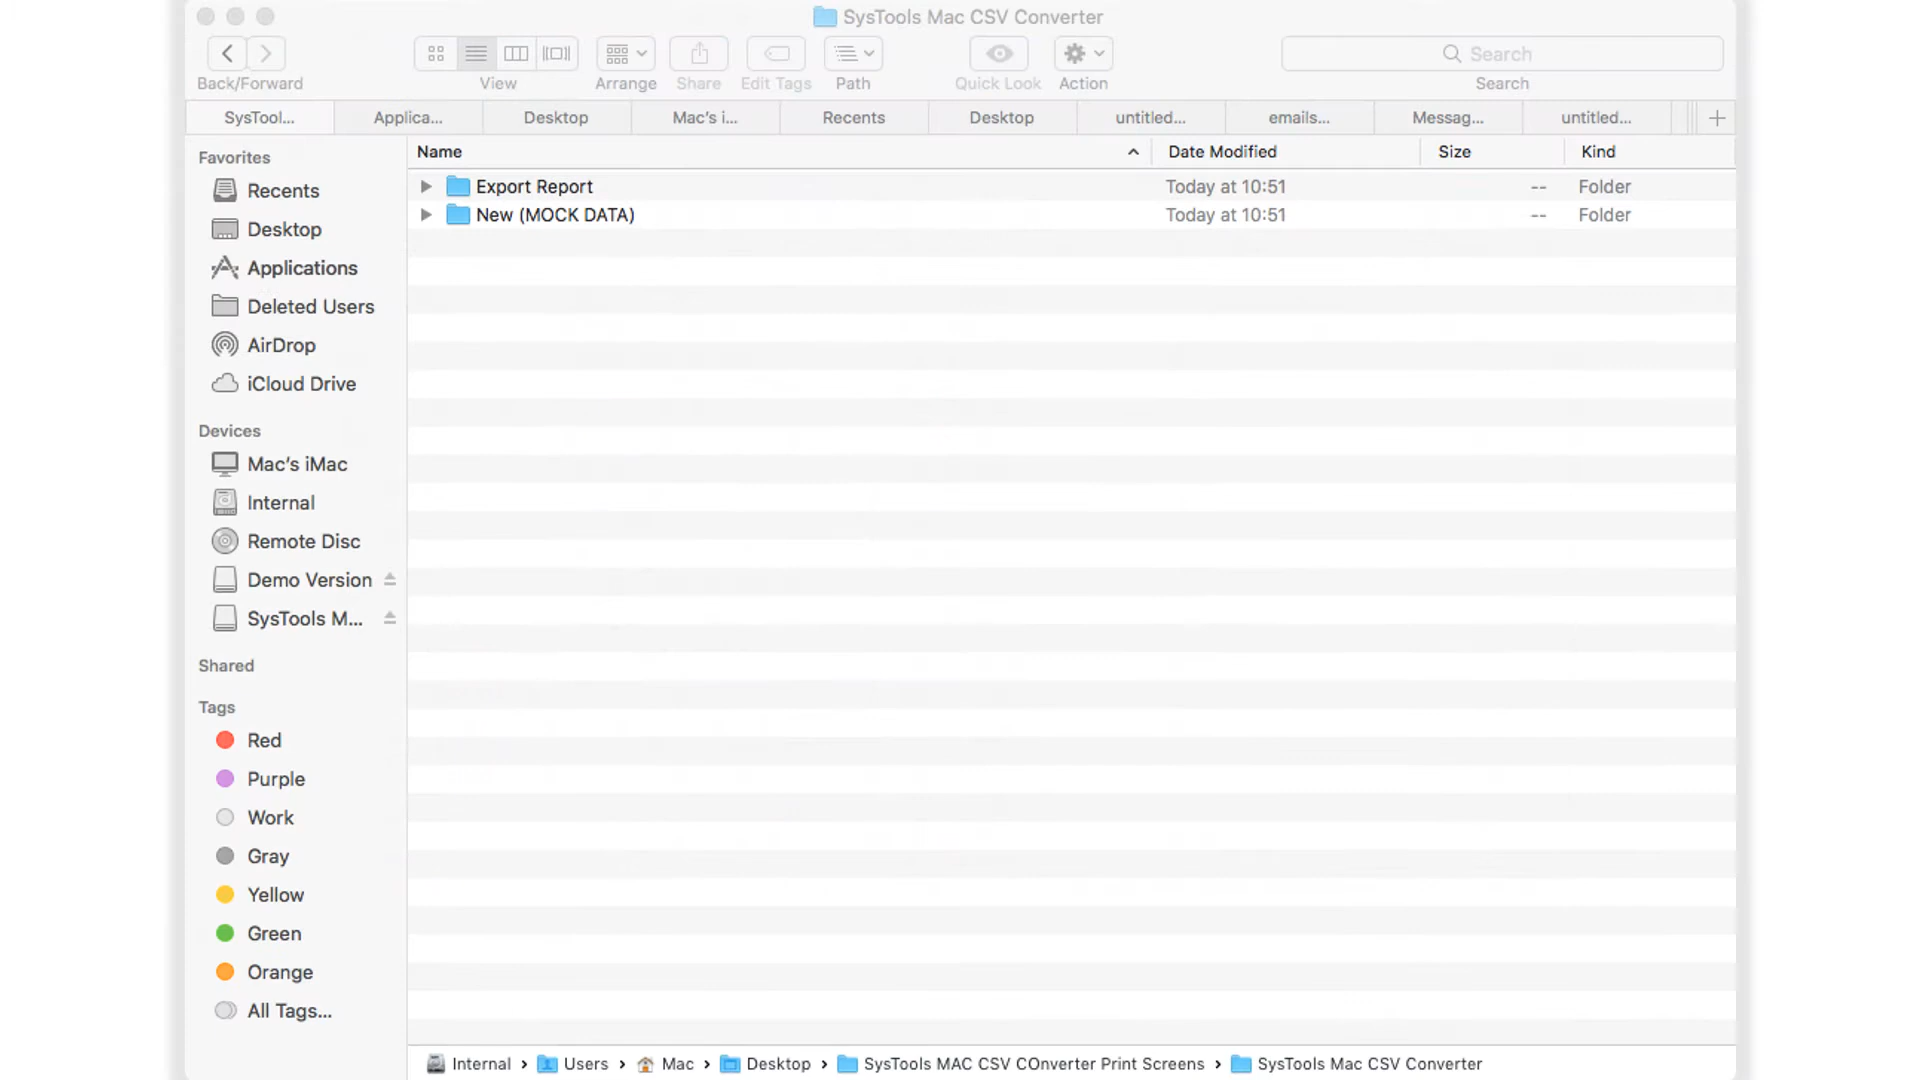 SysTools Mac CSV Converter
Back/Forward
View
Arrange
Share
Edit Tags
Path
Quick Look
Action
Search
Search
SysTool...
Applica...
Desktop
Mac's i...
Recents
Desktop
untitled...
emails...
Messag...
untitled...
Favorites
Recents
Desktop
Applications
Deleted Users
AirDrop
iCloud Drive
Devices
Mac's iMac
Internal
Remote Disc
Demo Version
SysTools M...
Shared
Tags
Red
Purple
Work
Gray
Yellow
Green
Orange
All Tags...
Name Date Modified Size Kind
Export Report Today at 10:51 -- Folder
New (MOCK DATA) Today at 10:51 -- Folder
Internal › Users › Mac › Desktop › SysTools MAC CSV COnverter Print Screens › SysTools Mac CSV Converter